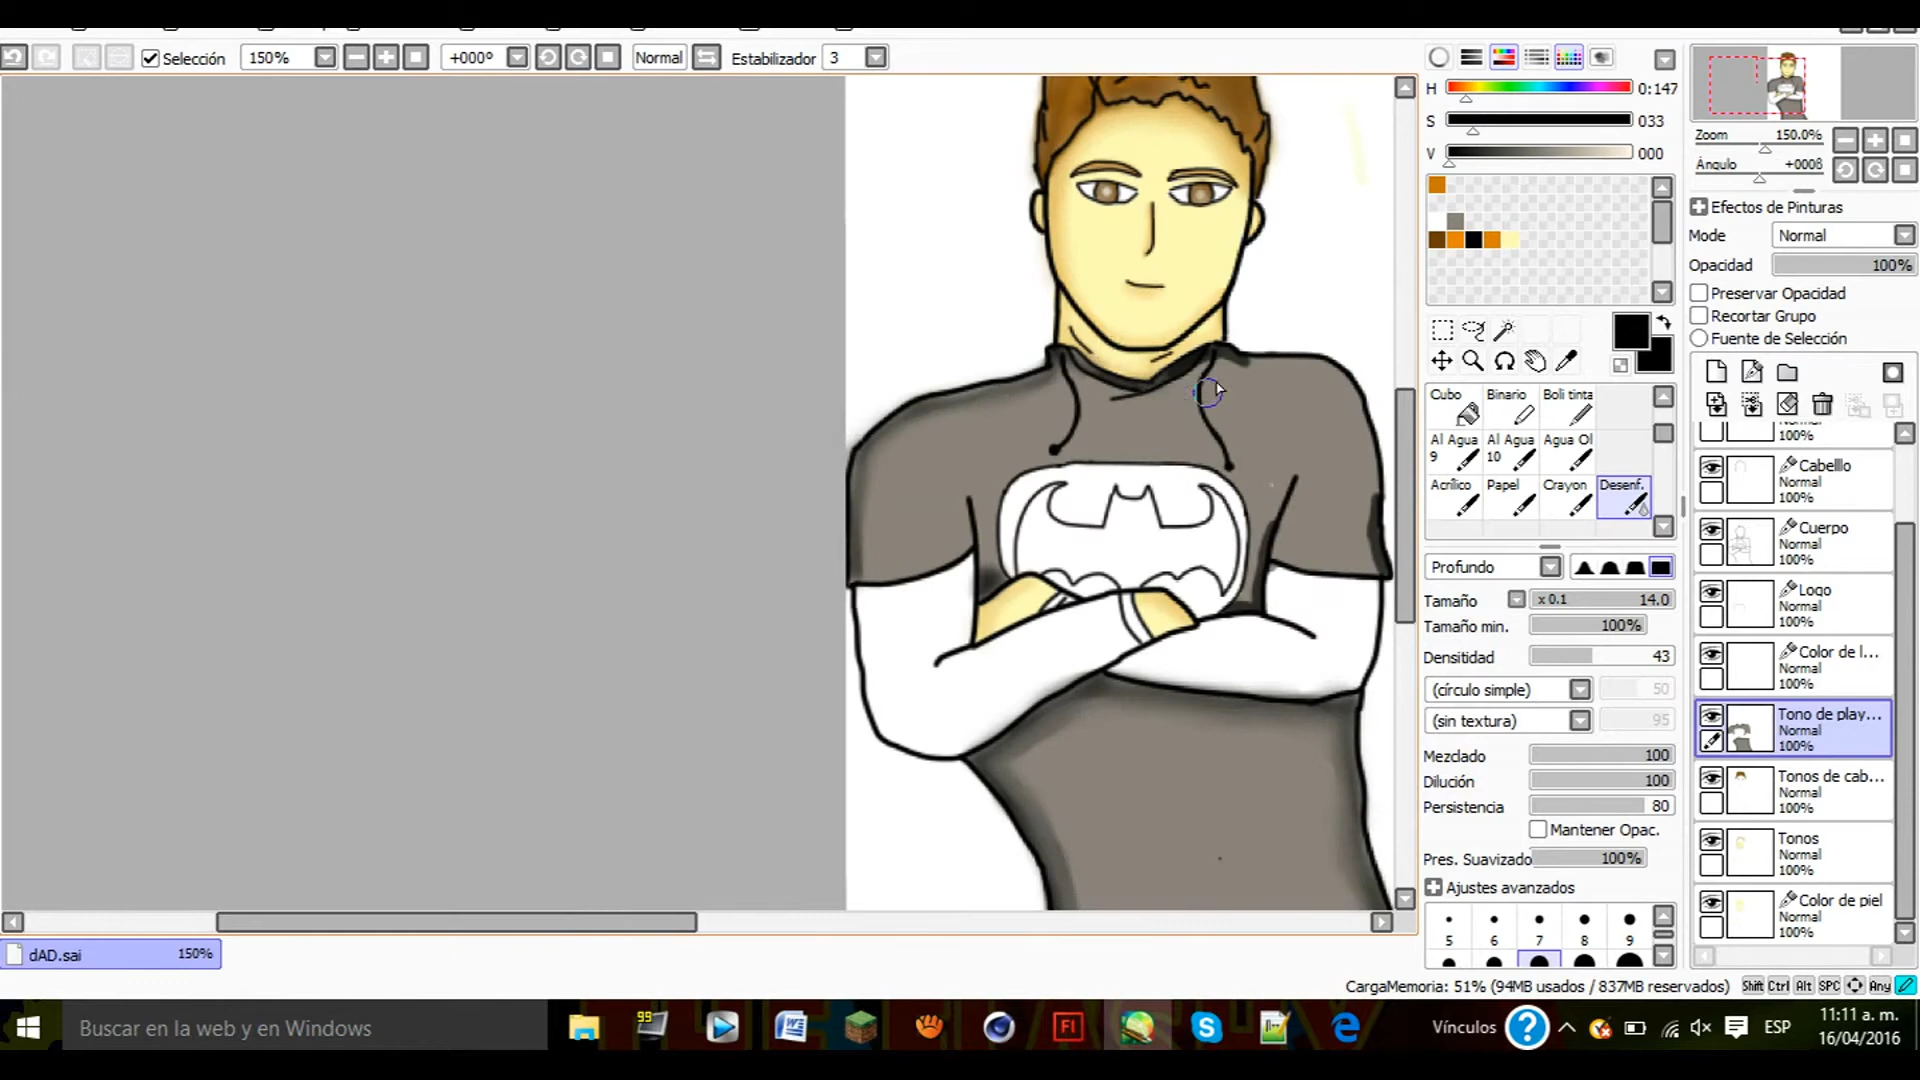 Selección
150%
+000º
Normal
Estabilizador
3
H
0:147
S
033
V
000
Zoom
150.0%
Ángulo
+000ß
Efectos de Pinturas
Mode
Normal
Opacidad
100%
Preservar Opacidad
Recortar Grupo
Fuente de Selección
Cubo
Binario
Boli tinta
Al Agua
9
Al Agua
10
Agua Ol
Acrílico
Papel
Crayon
Desenf.
Profundo
Tamaño
x 0.1
14.0
Tamaño min.
100%
Densitidad
43
(círculo simple)
50
(sin textura)
95
Mezclado
100
Dilución
100
Persistencia
80
Mantener Opac.
Pres. Suavizado
100%
Ajustes avanzados
5
6
7
8
9
100%
Cabelllo
Normal
100%
Cuerpo
Normal
100%
Logo
Normal
100%
Color de l...
Normal
100%
Tono de play...
Normal
100%
Tonos de cab...
Normal
100%
Tonos
Normal
100%
Color de piel
Normal
100%
dAD.sai
150%
CargaMemoria: 51% (94MB usados / 837MB reservados)
Shift
Ctrl
Alt
SPC
Any
Buscar en la web y en Windows
99
Fl
Vínculos
ESP
11:11 a. m.
16/04/2016